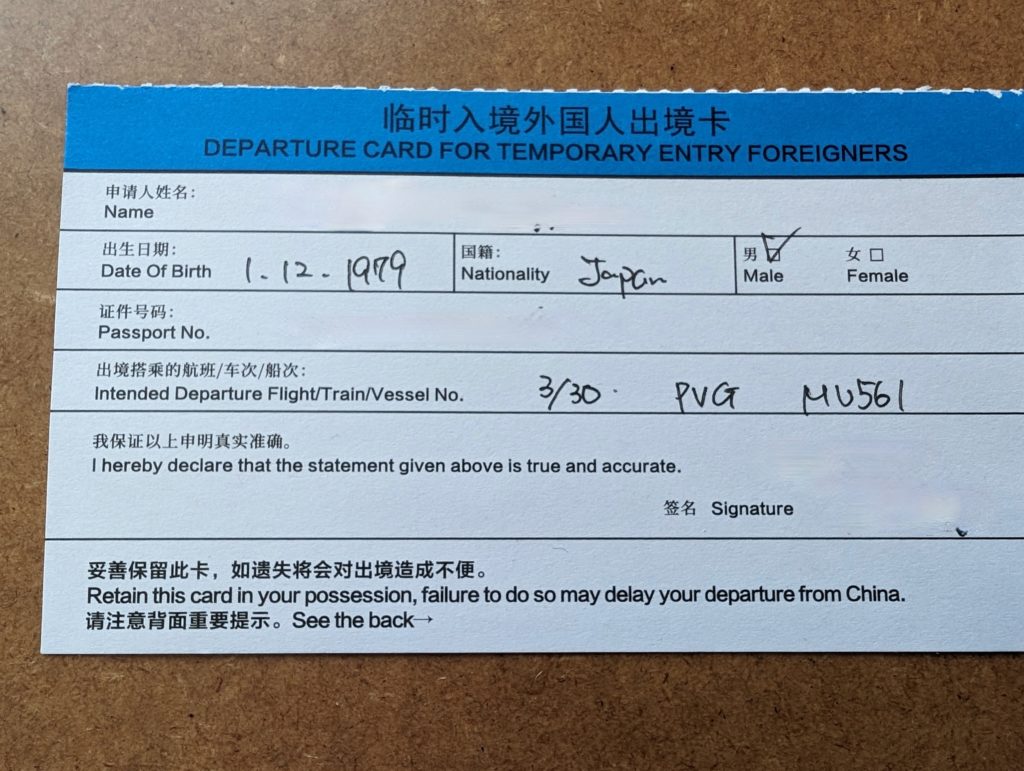 临时入境外国人出境卡
DEPARTURE CARD FOR TEMPORARY ENTRY FOREIGNERS
申请人姓名:
Name
出生日期:
Date Of Birth 1.12.1979
国籍:
Nationality Japan
男 ☑ 女 □
Male Female
证件号码:
Passport No.
出境搭乘的航班/车次/船次:
Intended Departure Flight/Train/Vessel No. 3/30. PVG MU561
我保证以上申明真实准确。
I hereby declare that the statement given above is true and accurate.
签名 Signature
妥善保留此卡，如遗失将会对出境造成不便。
Retain this card in your possession, failure to do so may delay your departure from China.
请注意背面重要提示。See the back→